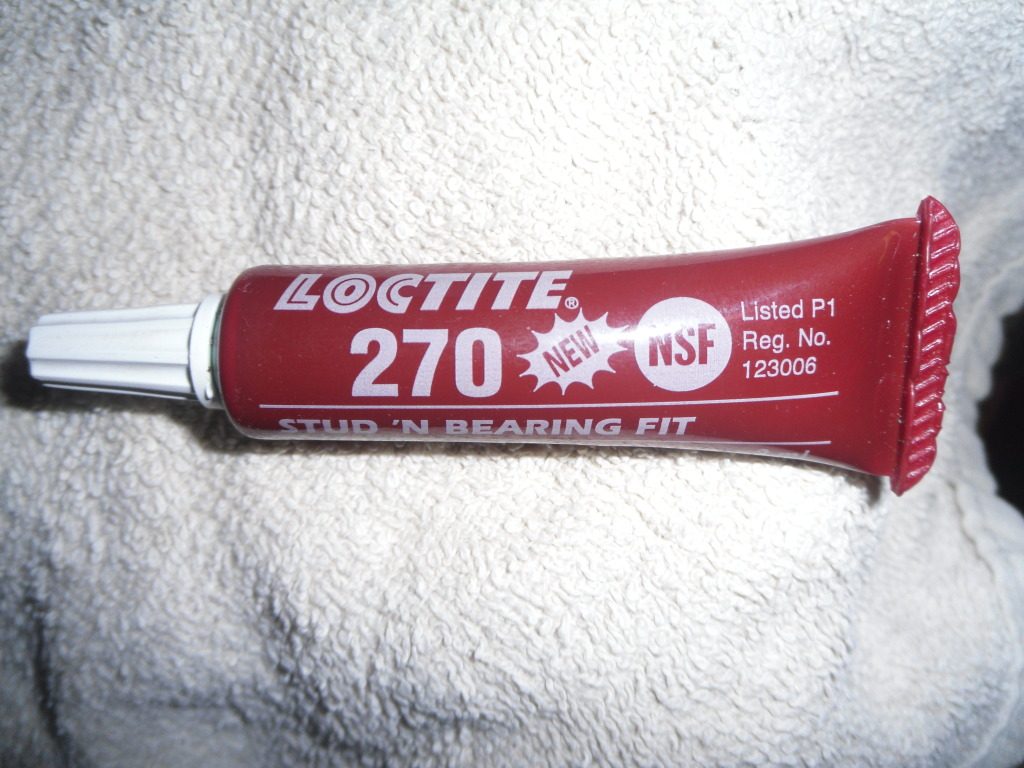 LOCTITE®
270
NEW
NSF
Listed P1
Reg. No.
123006
STUD 'N BEARING FIT